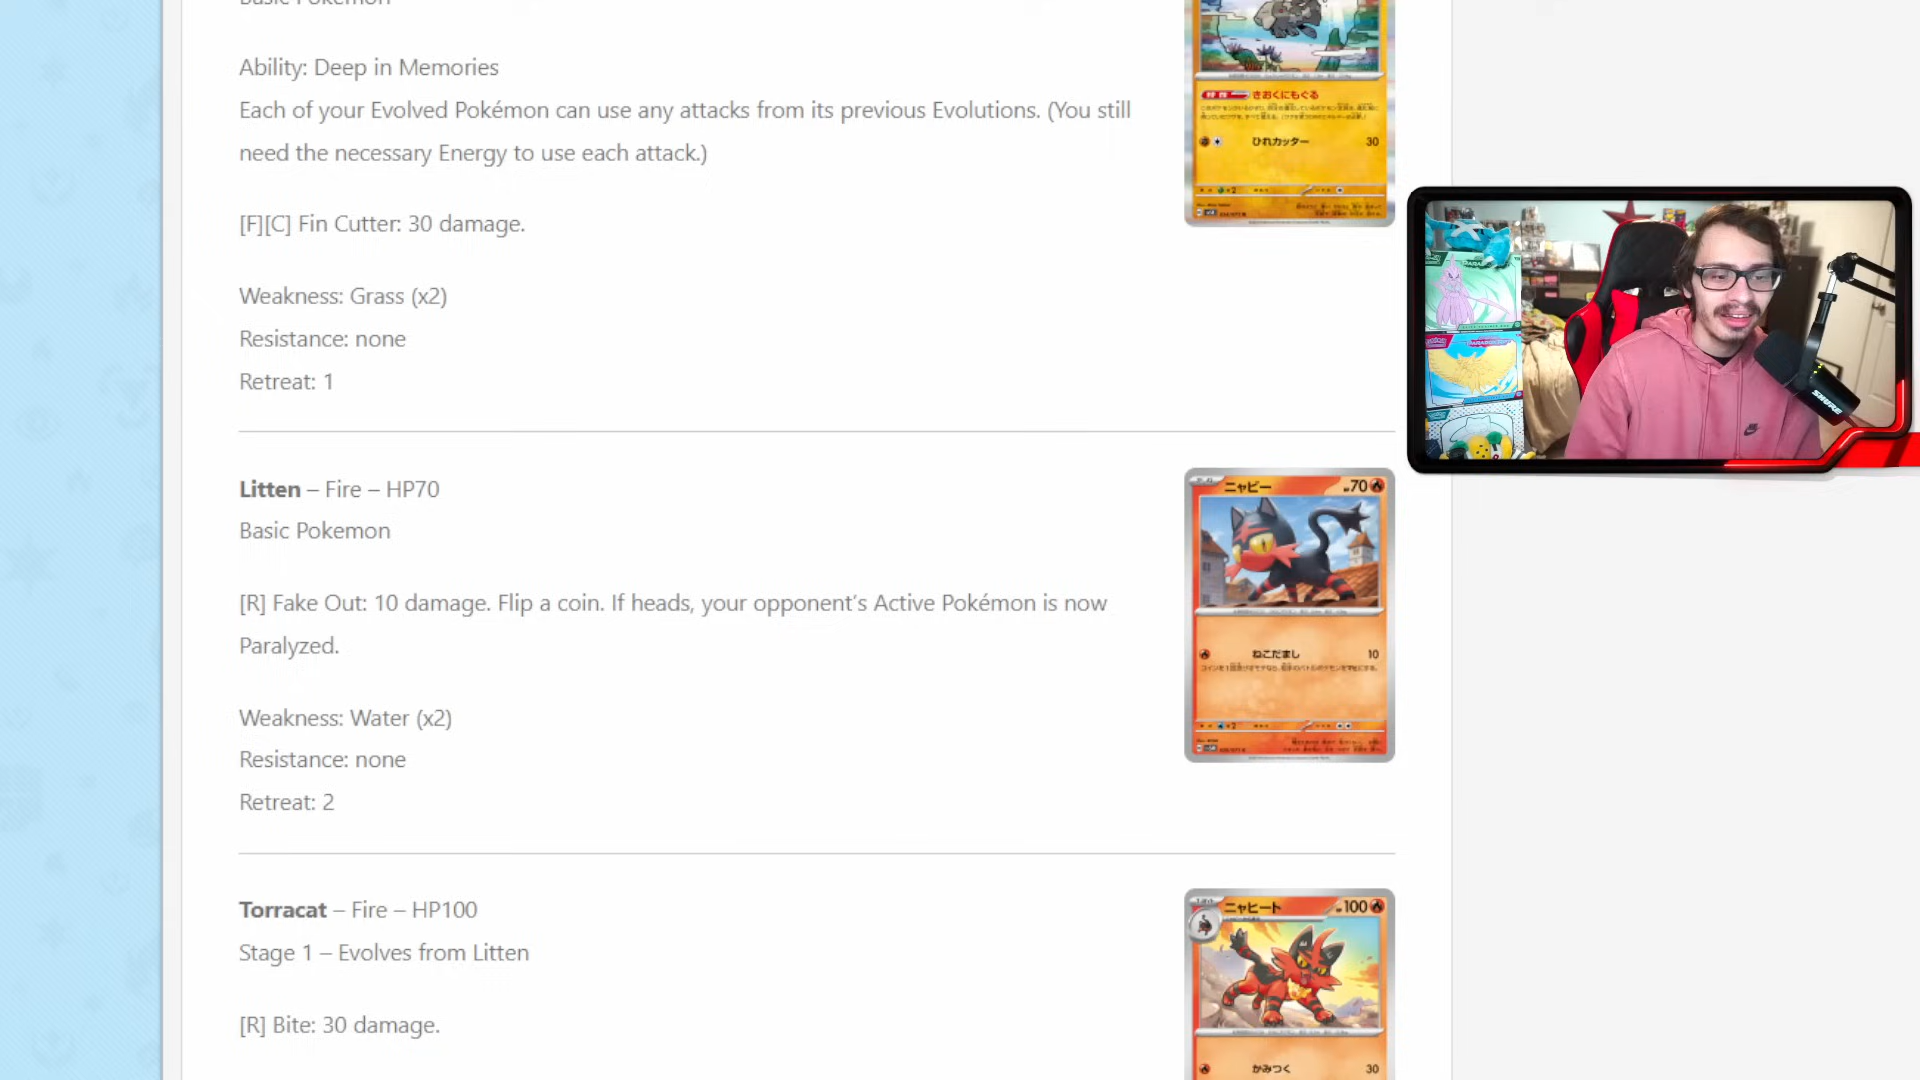 Ability: Deep in Memories
Each of your Evolved Pokémon can use any attacks from its previous Evolutions. (You still
need the necessary Energy to use each attack.)
きおくにもぐる
ひれカッター 30
[F][C] Fin Cutter: 30 damage.
Weakness: Grass (x2)
Resistance: none
Retreat: 1
SHURE
Litten – Fire – HP70
Basic Pokemon
ニャビー
70
[R] Fake Out: 10 damage. Flip a coin. If heads, your opponent's Active Pokémon is now
Paralyzed.
ねこだまし 10
Weakness: Water (x2)
Resistance: none
Retreat: 2
Torracat – Fire – HP100
Stage 1 – Evolves from Litten
ニャヒート
100
[R] Bite: 30 damage.
かみつく 30